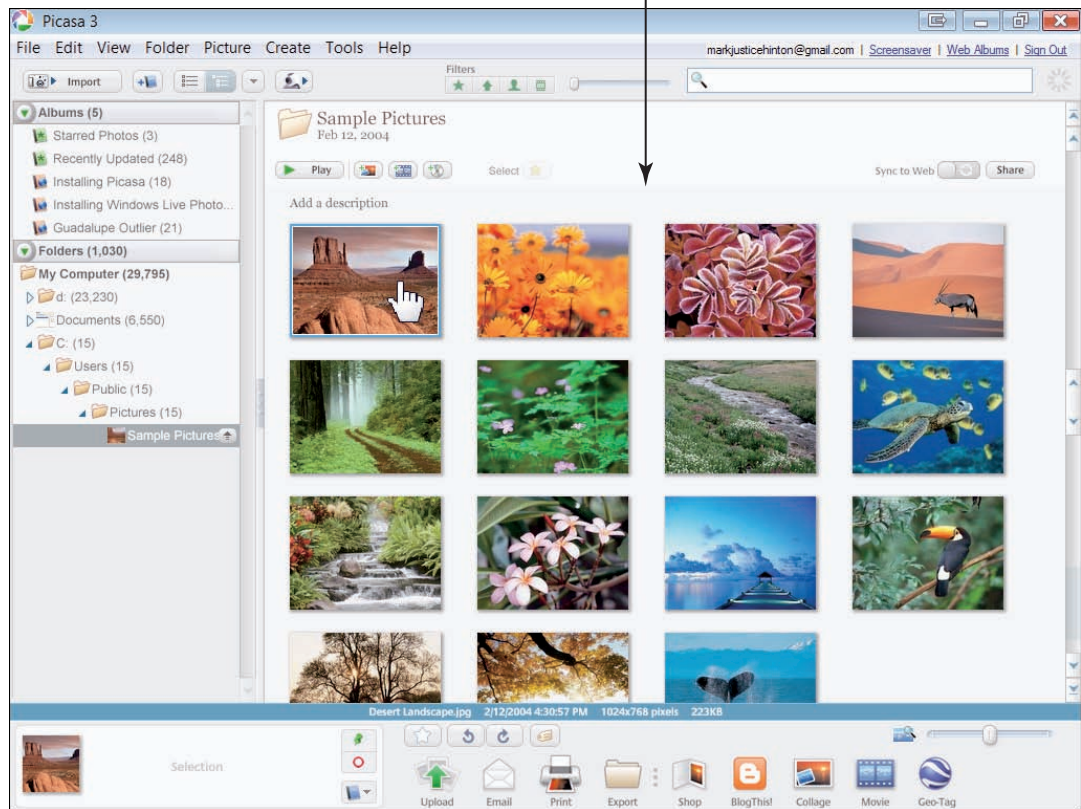 Picasa 3
File Edit View Folder Picture Create Tools Help
markjusticehinton@gmail.com | Screensaver | Web Albums | Sign Out
Import
Filters
Albums (5)
Starred Photos (3)
Recently Updated (248)
Installing Picasa (18)
Installing Windows Live Photo...
Guadalupe Outlier (21)
Folders (1,030)
My Computer (29,795)
d: (23,230)
Documents (6,550)
C: (15)
Users (15)
Public (15)
Pictures (15)
Sample Pictures
Sample Pictures
Feb 12, 2004
Play
Select
Sync to Web
Share
Add a description
Desert Landscape.jpg 2/12/2004 4:30:57 PM 1024x768 pixels 223KB
Selection
Upload Email Print Export Shop BlogThis! Collage Movie Geo-Tag